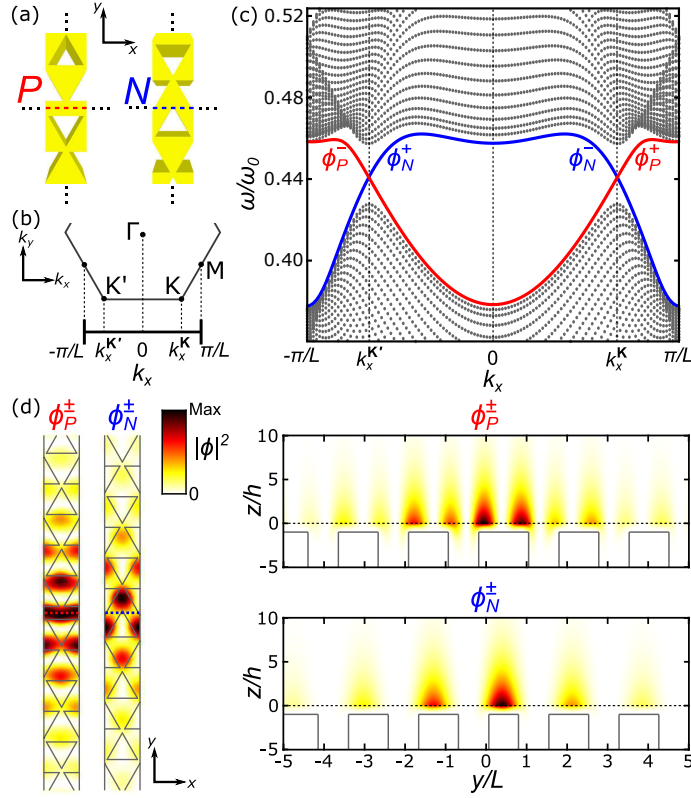 (a)
y
x
P
N
(b)
k_y
k_x
Γ
K'
K
M
-π/L
k_x^K'
0
k_x^K
π/L
k_x
(c)
0.52
0.48
0.44
0.40
ω/ω_0
ϕ_P^-
ϕ_N^+
ϕ_N^-
ϕ_P^+
-π/L
k_x^K'
0
k_x^K
π/L
k_x
(d)
ϕ_P^±
ϕ_N^±
Max
|ϕ|^2
0
y
x
ϕ_P^±
10
5
0
-5
z/h
ϕ_N^±
10
5
0
-5
z/h
-5 -4 -3 -2 -1 0 1 2 3 4 5
y/L